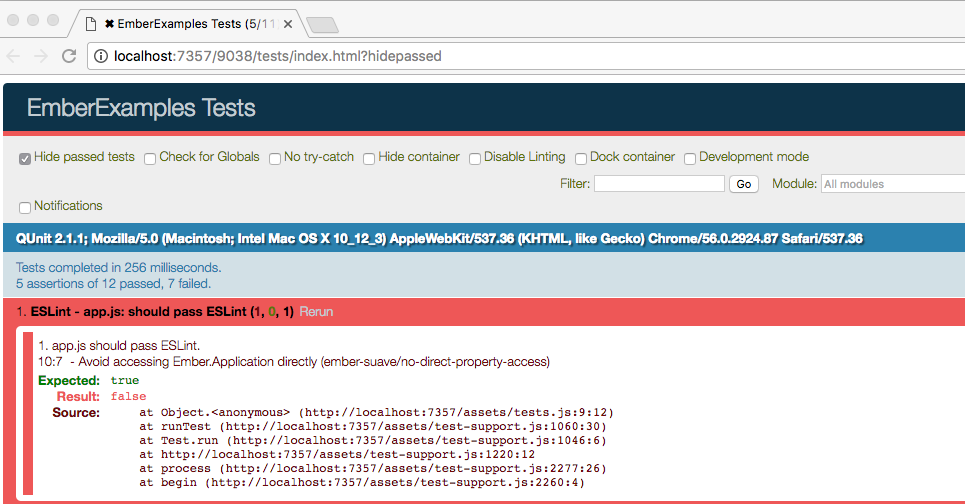 ✖ EmberExamples Tests (5/11
localhost:7357/9038/tests/index.html?hidepassed
EmberExamples Tests
Hide passed tests Check for Globals No try-catch Hide container Disable Linting Dock container Development mode
Filter: Go Module: All modules
Notifications
QUnit 2.1.1; Mozilla/5.0 (Macintosh; Intel Mac OS X 10_12_3) AppleWebKit/537.36 (KHTML, like Gecko) Chrome/56.0.2924.87 Safari/537.36
Tests completed in 256 milliseconds.
5 assertions of 12 passed, 7 failed.
1. ESLint - app.js: should pass ESLint (1, 0, 1) Rerun
1. app.js should pass ESLint.
10:7 - Avoid accessing Ember.Application directly (ember-suave/no-direct-property-access)
Expected: true
Result: false
Source: at Object.<anonymous> (http://localhost:7357/assets/tests.js:9:12)
at runTest (http://localhost:7357/assets/test-support.js:1060:30)
at Test.run (http://localhost:7357/assets/test-support.js:1046:6)
at http://localhost:7357/assets/test-support.js:1220:12
at process (http://localhost:7357/assets/test-support.js:2277:26)
at begin (http://localhost:7357/assets/test-support.js:2260:4)